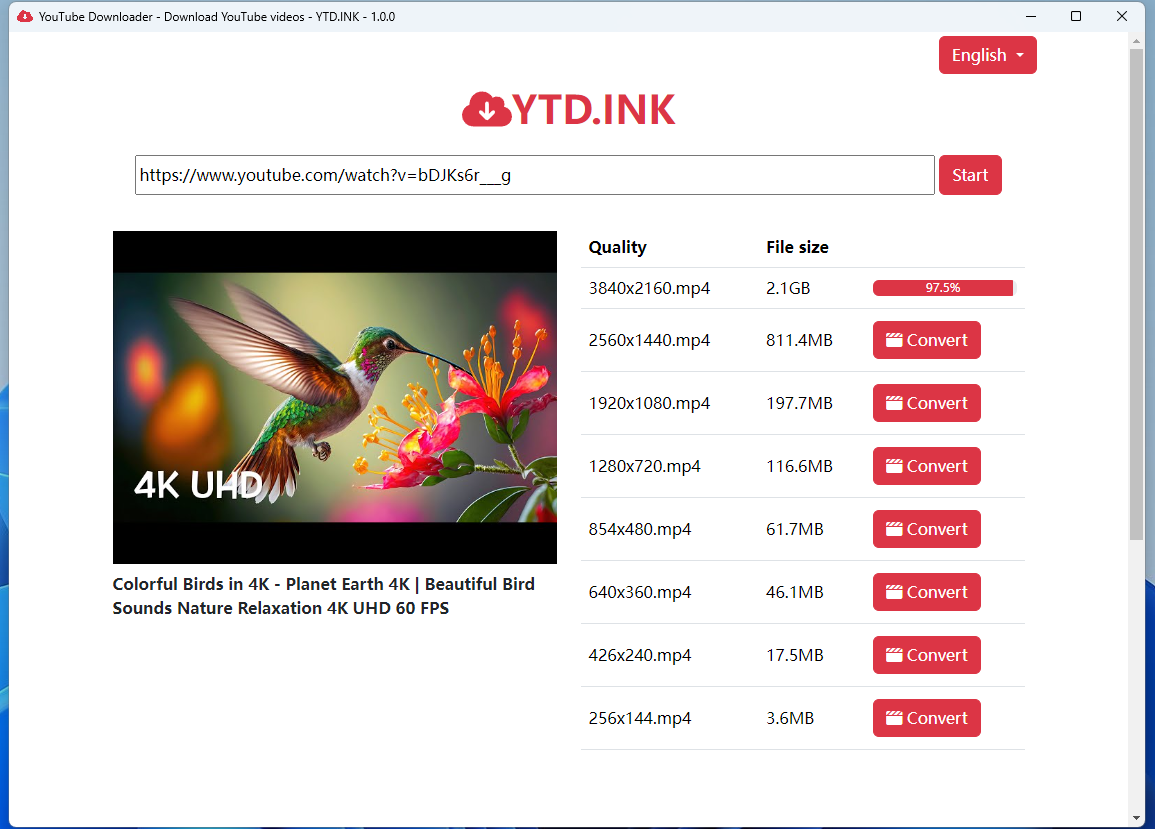 YouTube Downloader - Download YouTube videos - YTD.INK - 1.0.0
English
YTD.INK
https://www.youtube.com/watch?v=bDJKs6r___g
Start
4K UHD
Colorful Birds in 4K - Planet Earth 4K | Beautiful Bird
Sounds Nature Relaxation 4K UHD 60 FPS
Quality File size
3840x2160.mp4 2.1GB 97.5%
2560x1440.mp4 811.4MB Convert
1920x1080.mp4 197.7MB Convert
1280x720.mp4 116.6MB Convert
854x480.mp4 61.7MB Convert
640x360.mp4 46.1MB Convert
426x240.mp4 17.5MB Convert
256x144.mp4 3.6MB Convert